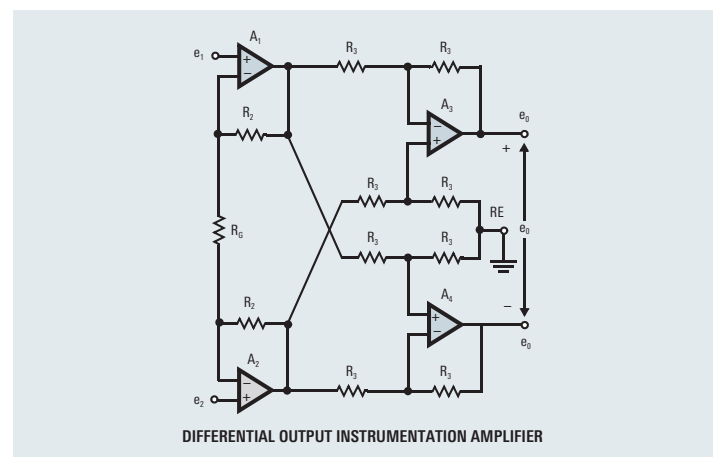 A₁
e₁
+
−
R₃
R₃
R₂
A₃
−
+
e₀
+
R₃
R₃
RE
R_G
R₃
R₃
e₀
R₂
A₄
+
−
−
e₀
A₂
−
+
e₂
R₃
R₃
DIFFERENTIAL OUTPUT INSTRUMENTATION AMPLIFIER